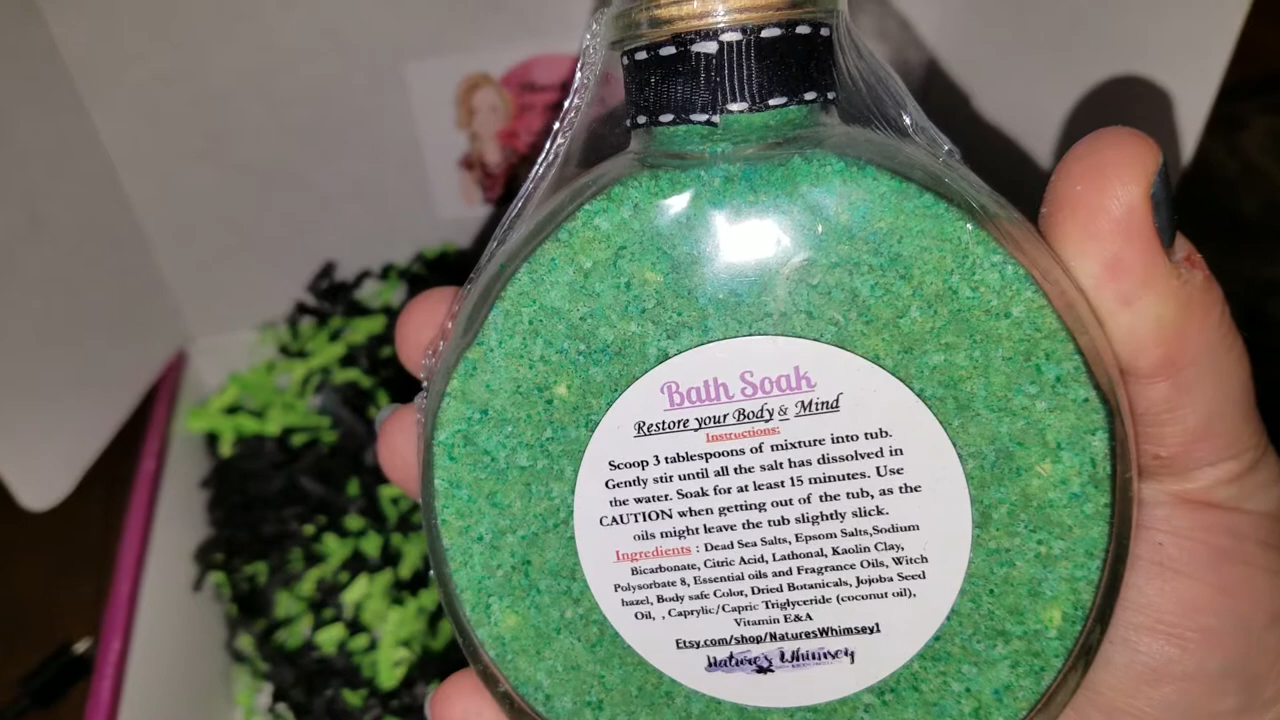 Bath Soak
Restore your Body & Mind
Instructions:
Scoop 3 tablespoons of mixture into tub.
Gently stir until all the salt has dissolved in
the water. Soak for at least 15 minutes. Use
CAUTION when getting out of the tub, as the
oils might leave the tub slightly slick.
Ingredients : Dead Sea Salts, Epsom Salts,Sodium
Bicarbonate, Citric Acid, Lathonal, Kaolin Clay,
Polysorbate 8, Essential oils and Fragrance Oils, Witch
hazel, Body safe Color, Dried Botanicals, Jojoba Seed
Oil, , Caprylic/Capric Triglyceride (coconut oil),
Vitamin E&A
Etsy.com/shop/NaturesWhimsey1
Nature's Whimsey